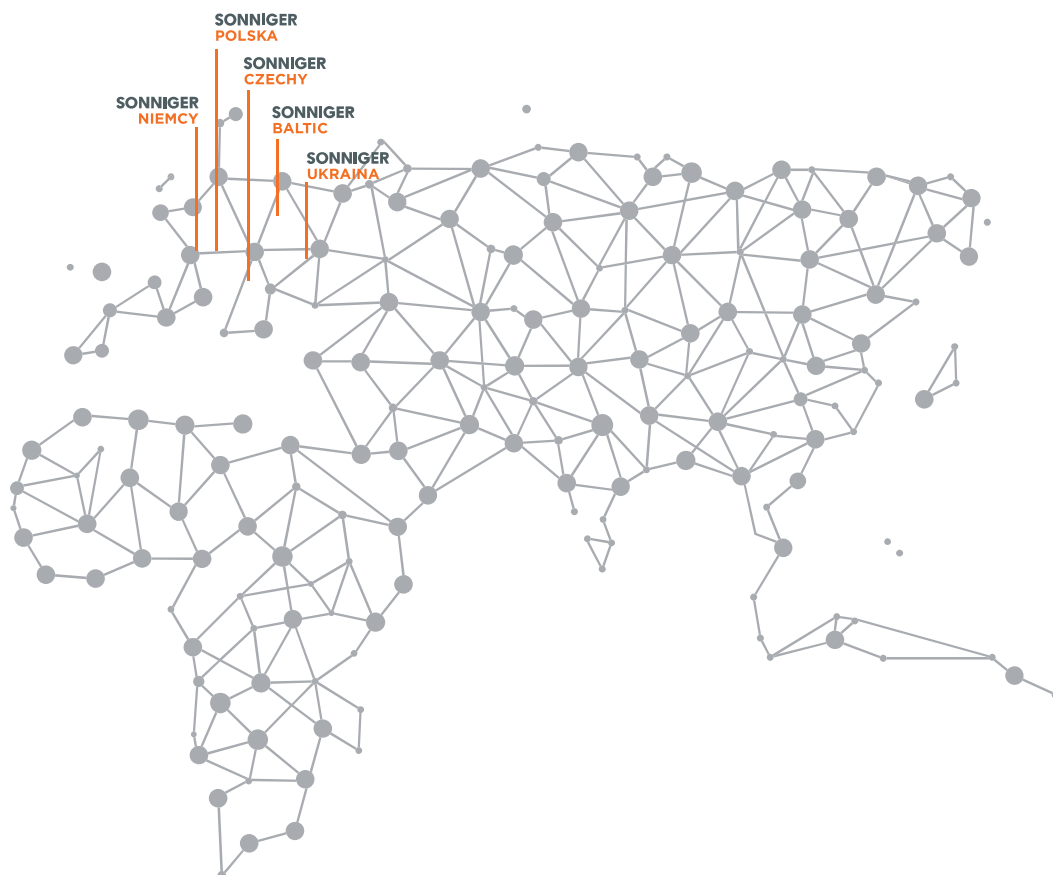 SONNIGER
POLSKA
SONNIGER
CZECHY
SONNIGER
NIEMCY
SONNIGER
BALTIC
SONNIGER
UKRAINA